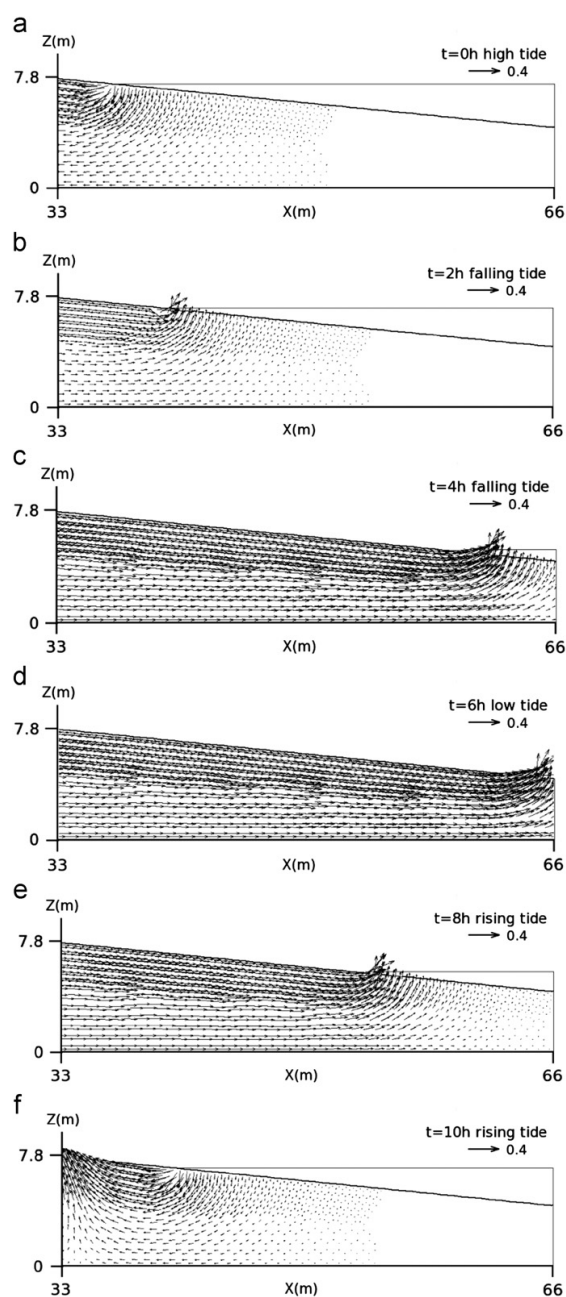 a
Z(m)
7.8
t=0h high tide
0.4
0
33
X(m)
66
b
Z(m)
7.8
t=2h falling tide
0.4
0
33
X(m)
66
c
Z(m)
7.8
t=4h falling tide
0.4
0
33
X(m)
66
d
Z(m)
7.8
t=6h low tide
0.4
0
33
X(m)
66
e
Z(m)
7.8
t=8h rising tide
0.4
0
33
X(m)
66
f
Z(m)
7.8
t=10h rising tide
0.4
0
33
X(m)
66